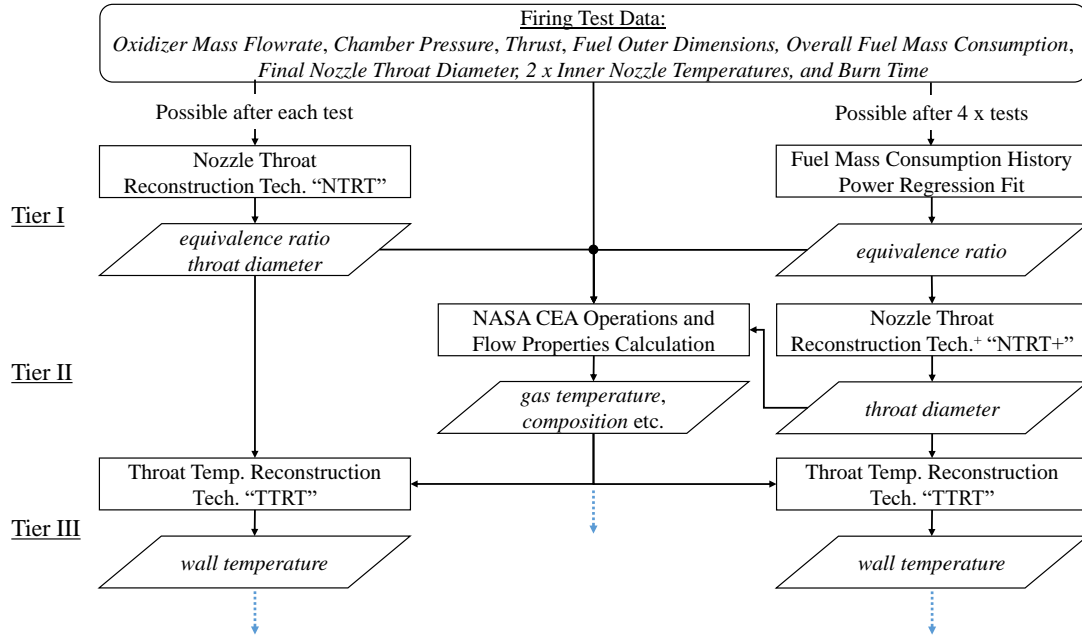 Firing Test Data:
Oxidizer Mass Flowrate, Chamber Pressure, Thrust, Fuel Outer Dimensions, Overall Fuel Mass Consumption,
Final Nozzle Throat Diameter, 2 x Inner Nozzle Temperatures, and Burn Time
Possible after each test
Possible after 4 x tests
Nozzle Throat
Reconstruction Tech. “NTRT”
Fuel Mass Consumption History
Power Regression Fit
Tier I
equivalence ratio
throat diameter
equivalence ratio
NASA CEA Operations and
Flow Properties Calculation
Nozzle Throat
Reconstruction Tech.⁺ “NTRT+”
Tier II
gas temperature,
composition etc.
throat diameter
Throat Temp. Reconstruction
Tech. “TTRT”
Throat Temp. Reconstruction
Tech. “TTRT”
Tier III
wall temperature
wall temperature